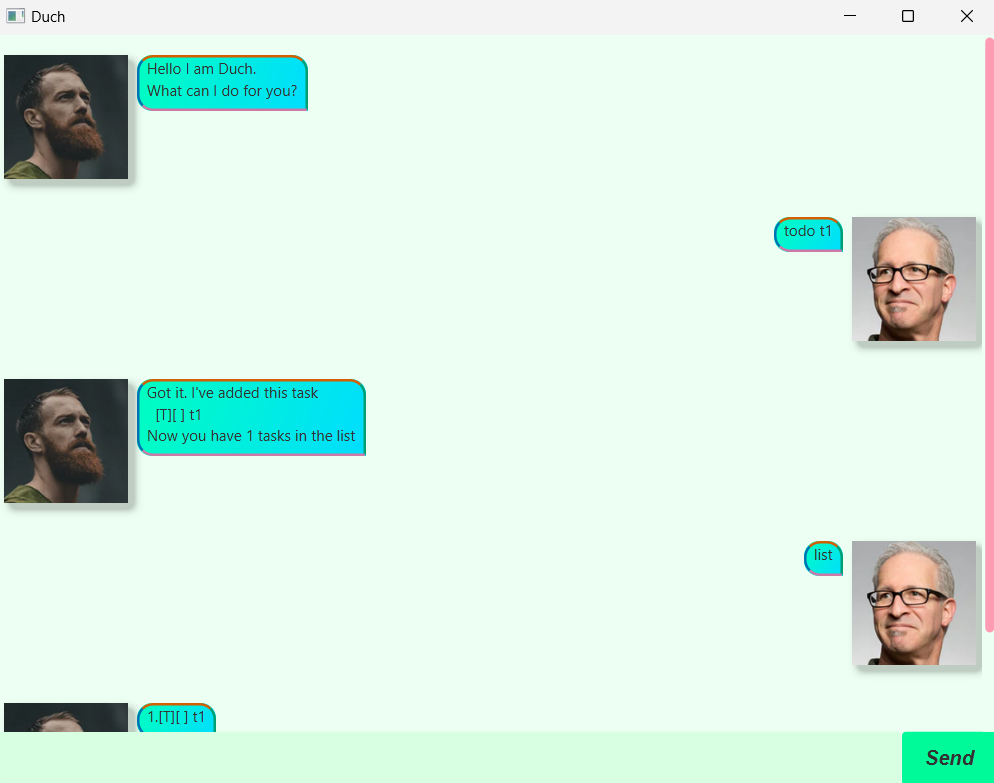 Duch
Hello I am Duch.
What can I do for you?
todo t1
Got it. I've added this task
[T][ ] t1
Now you have 1 tasks in the list
list
1.[T][ ] t1
Send